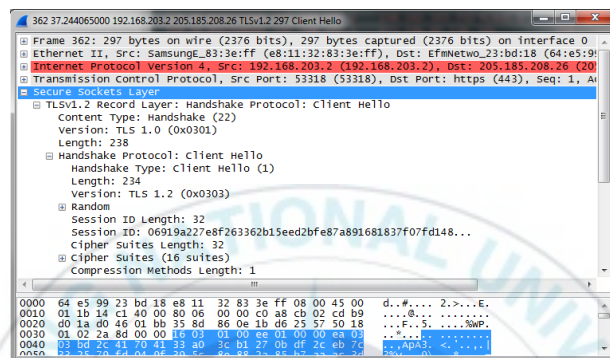 362 37.244065000 192.168.203.2 205.185.208.26 TLSv1.2 297 Client Hello
Frame 362: 297 bytes on wire (2376 bits), 297 bytes captured (2376 bits) on interface 0
Ethernet II, Src: SamsungE_83:3e:ff (e8:11:32:83:3e:ff), Dst: EfmNetwo_23:bd:18 (64:e5:9
Internet Protocol Version 4, Src: 192.168.203.2 (192.168.203.2), Dst: 205.185.208.26 (20
Transmission Control Protocol, Src Port: 53318 (53318), Dst Port: https (443), Seq: 1, A
Secure Sockets Layer
TLSv1.2 Record Layer: Handshake Protocol: Client Hello
Content Type: Handshake (22)
Version: TLS 1.0 (0x0301)
Length: 238
Handshake Protocol: Client Hello
Handshake Type: Client Hello (1)
Length: 234
Version: TLS 1.2 (0x0303)
Random
Session ID Length: 32
Session ID: 06919a227e8f263362b15eed2bfe87a891681837f07fd148...
Cipher Suites Length: 32
Cipher Suites (16 suites)
Compression Methods Length: 1
NATIONAL UNIV
0000 64 e5 99 23 bd 18 e8 11 32 83 3e ff 08 00 45 00 d..#.... 2.>...E.
0010 01 1b 14 c1 40 00 80 06 00 00 c0 a8 cb 02 cd b9 ....@... ........
0020 d0 1a d0 46 01 bb 35 8d 86 0e 1b d6 25 57 50 18 ...F..5. ....%WP.
0030 01 02 2a 8d 00 00 16 03 01 00 ee 01 00 00 ea 03 ..*..... ........
0040 03 bd 2c 41 70 41 33 a0 3c b1 27 0b df 2c eb 7c ..,ApA3. <.'..,.|
0050